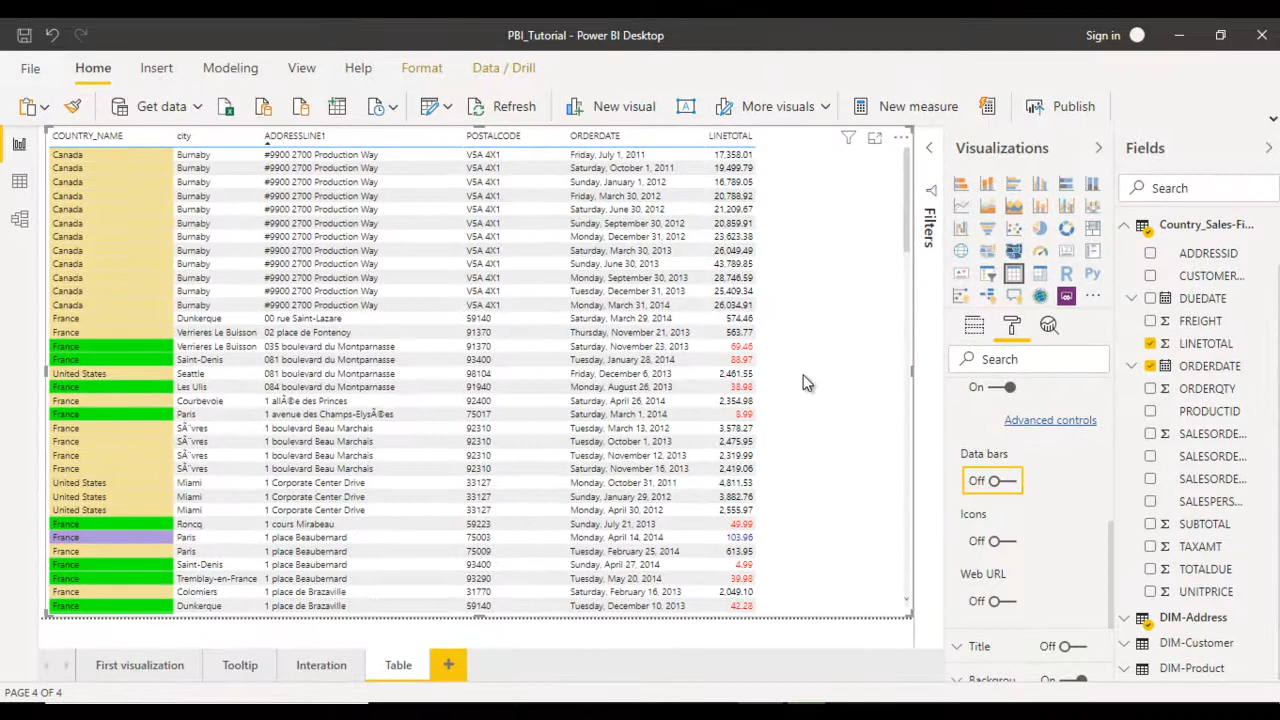 PBI_Tutorial - Power BI Desktop
Sign in
File Home Insert Modeling View Help Format Data / Drill
Get data Refresh New visual More visuals New measure Publish
COUNTRY_NAME city ADDRESSLINE1 POSTALCODE ORDERDATE LINETOTAL
Canada Burnaby #9900 2700 Production Way V5A 4X1 Friday, July 1, 2011 17,358.01
Canada Burnaby #9900 2700 Production Way V5A 4X1 Saturday, October 1, 2011 19,499.79
Canada Burnaby #9900 2700 Production Way V5A 4X1 Sunday, January 1, 2012 16,789.05
Canada Burnaby #9900 2700 Production Way V5A 4X1 Friday, March 30, 2012 20,788.92
Canada Burnaby #9900 2700 Production Way V5A 4X1 Saturday, June 30, 2012 21,209.67
Canada Burnaby #9900 2700 Production Way V5A 4X1 Sunday, September 30, 2012 20,859.91
Canada Burnaby #9900 2700 Production Way V5A 4X1 Monday, December 31, 2012 23,623.38
Canada Burnaby #9900 2700 Production Way V5A 4X1 Saturday, March 30, 2013 26,049.49
Canada Burnaby #9900 2700 Production Way V5A 4X1 Sunday, June 30, 2013 43,789.85
Canada Burnaby #9900 2700 Production Way V5A 4X1 Monday, September 30, 2013 28,746.59
Canada Burnaby #9900 2700 Production Way V5A 4X1 Tuesday, December 31, 2013 25,409.34
Canada Burnaby #9900 2700 Production Way V5A 4X1 Monday, March 31, 2014 26,034.91
France Dunkerque 00 rue Saint-Lazare 59140 Saturday, March 29, 2014 574.46
France Verrieres Le Buisson 02 place de Fontenoy 91370 Thursday, November 21, 2013 563.77
France Verrieres Le Buisson 035 boulevard du Montparnasse 91370 Saturday, November 23, 2013 69.46
France Saint-Denis 081 boulevard du Montparnasse 93400 Tuesday, January 28, 2014 88.97
United States Seattle 081 boulevard du Montparnasse 98104 Friday, December 6, 2013 2,461.55
France Les Ulis 084 boulevard du Montparnasse 91940 Monday, August 26, 2013 38.98
France Courbevoie 1 allÃ©e des Princes 92400 Saturday, April 26, 2014 2,354.98
France Paris 1 avenue des Champs-ElysÃ©es 75017 Saturday, March 1, 2014 8.99
France SÃ¨vres 1 boulevard Beau Marchais 92310 Tuesday, March 13, 2012 3,578.27
France SÃ¨vres 1 boulevard Beau Marchais 92310 Tuesday, October 1, 2013 2,475.95
France SÃ¨vres 1 boulevard Beau Marchais 92310 Tuesday, November 12, 2013 2,319.99
France SÃ¨vres 1 boulevard Beau Marchais 92310 Saturday, November 16, 2013 2,419.06
United States Miami 1 Corporate Center Drive 33127 Monday, October 31, 2011 4,811.53
United States Miami 1 Corporate Center Drive 33127 Sunday, January 29, 2012 3,882.76
United States Miami 1 Corporate Center Drive 33127 Monday, April 30, 2012 2,555.97
France Roncq 1 cours Mirabeau 59223 Sunday, July 21, 2013 49.99
France Paris 1 place Beaubernard 75003 Monday, April 14, 2014 103.96
France Paris 1 place Beaubernard 75009 Tuesday, February 25, 2014 613.95
France Saint-Denis 1 place Beaubernard 93400 Sunday, April 27, 2014 4.99
France Tremblay-en-France 1 place Beaubernard 93290 Tuesday, May 20, 2014 39.98
France Colomiers 1 place de Brazaville 31770 Saturday, February 16, 2013 2,049.10
France Dunkerque 1 place de Brazaville 59140 Tuesday, December 10, 2013 42.28
Filters
Visualizations
R Py
Search
On
Advanced controls
Data bars
Off
Icons
Off
Web URL
Off
Title Off
Backgrou... On
Fields
Search
Country_Sales-Fi...
ADDRESSID
CUSTOMER...
DUEDATE
FREIGHT
LINETOTAL
ORDERDATE
ORDERQTY
PRODUCTID
SALESORDE...
SALESORDE...
SALESORDE...
SALESPERS...
SUBTOTAL
TAXAMT
TOTALDUE
UNITPRICE
DIM-Address
DIM-Customer
DIM-Product
First visualization Tooltip Interation Table
PAGE 4 OF 4